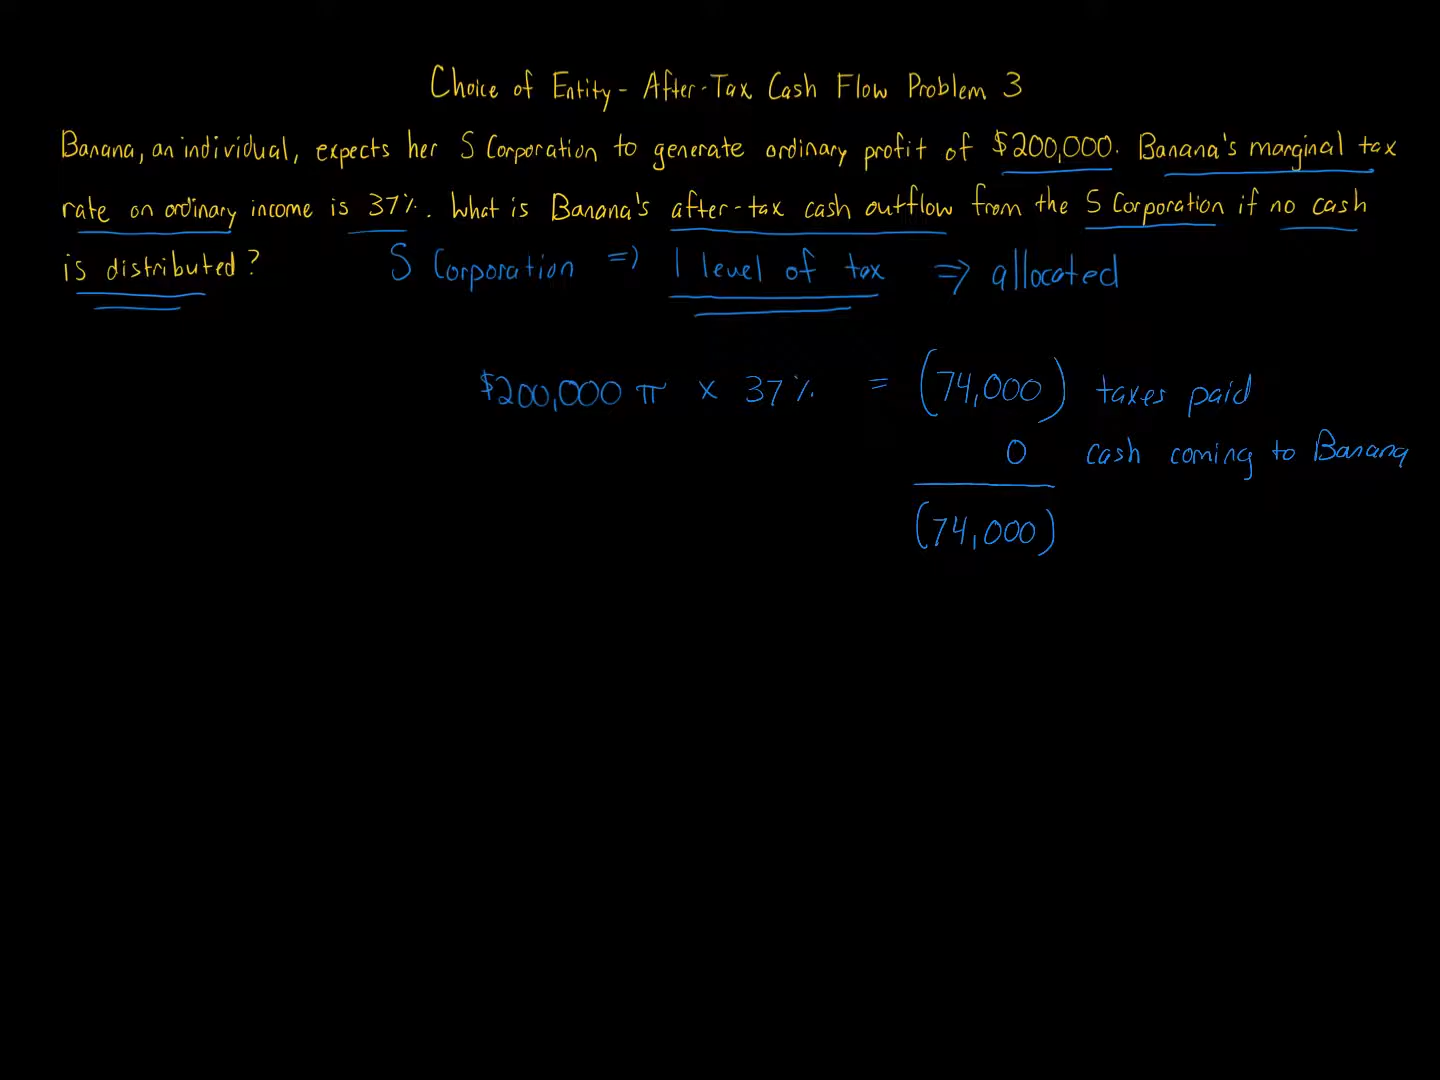 Choice of Entity - After-Tax Cash Flow Problem 3
Banana, an individual, expects her S Corporation to generate ordinary profit of $200,000. Banana's marginal tax
rate on ordinary income is 37%. What is Banana's after-tax cash outflow from the S Corporation if no cash
is distributed? S Corporation => 1 level of tax => allocated
$200,000 π x 37% = (74,000) taxes paid
0 cash coming to Banana
(74,000)